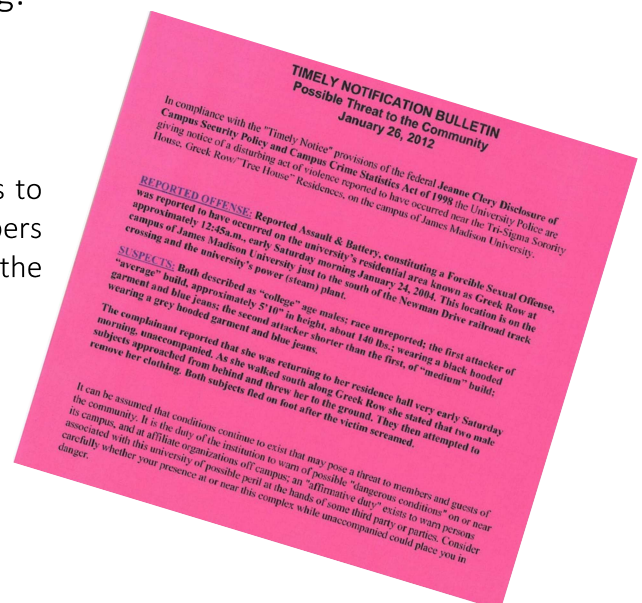 g:
s to
bers
the
TIMELY NOTIFICATION BULLETIN
Possible Threat to the Community
January 26, 2012
In compliance with the "Timely Notice" provisions of the federal Jeanne Clery Disclosure of
Campus Security Policy and Campus Crime Statistics Act of 1998 the University Police are
giving notice of a disturbing act of violence reported to have occurred near the Tri-Sigma Sorority
House, Greek Row/"Tree House" Residences, on the campus of James Madison University.
REPORTED OFFENSE: Reported Assault & Battery, constituting a Forcible Sexual Offense,
was reported to have occurred on the university's residential area known as Greek Row at
approximately 12:45a.m., early Saturday morning January 24, 2004. This location is on the
campus of James Madison University just to the south of the Newman Drive railroad track
crossing and the university's power (steam) plant.
SUSPECTS: Both described as "college" age males; race unreported; the first attacker of
"average" build, approximately 5'10" in height, about 140 lbs.; wearing a black hooded
garment and blue jeans; the second attacker shorter than the first, of "medium" build;
wearing a grey hooded garment and blue jeans.
The complainant reported that she was returning to her residence hall very early Saturday
morning, unaccompanied. As she walked south along Greek Row she stated that two male
subjects approached from behind and threw her to the ground. They then attempted to
remove her clothing. Both subjects fled on foot after the victim screamed.
It can be assumed that conditions continue to exist that may pose a threat to members and guests of
the community. It is the duty of the institution to warn of possible "dangerous conditions" on or near
its campus, and at affiliate organizations off campus; an "affirmative duty" exists to warn persons
associated with this university of possible peril at the hands of some third party or parties. Consider
carefully whether your presence at or near this complex while unaccompanied could place you in
danger.